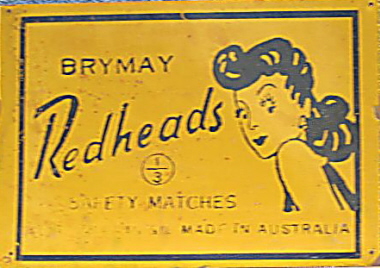 BRYMAY
Redheads
1/3
SAFETY MATCHES
MADE IN AUSTRALIA